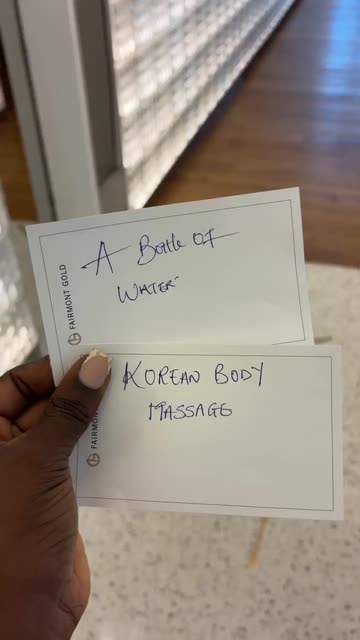 A Bottle OF
WATER
FAIRMONT GOLD
KOREAN BODY
MASSAGE
FAIRMONT